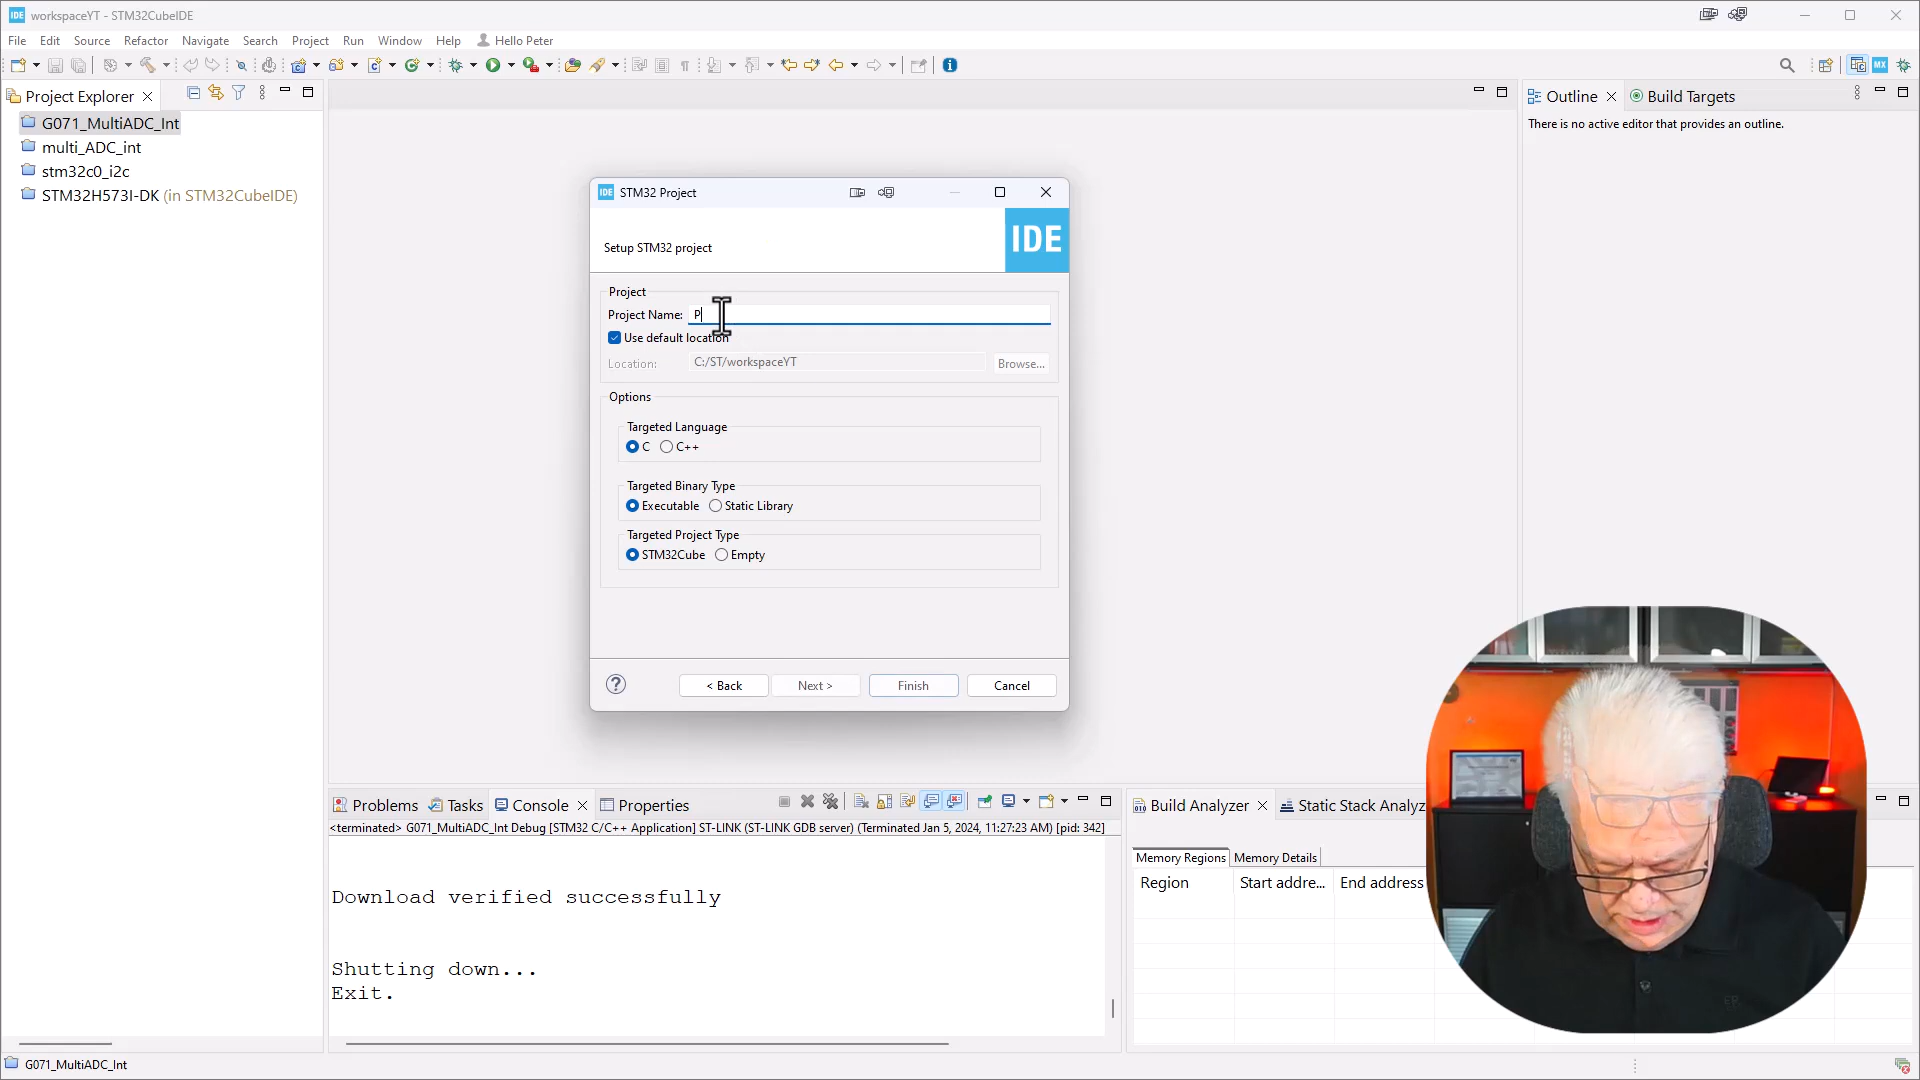 IDE workspaceYT - STM32CubeIDE
File Edit Source Refactor Navigate Search Project Run Window Help Hello Peter
Project Explorer
G071_MultiADC_Int
multi_ADC_int
stm32c0_i2c
STM32H573I-DK (in STM32CubeIDE)
Outline Build Targets
There is no active editor that provides an outline.
MX
IDE STM32 Project
Setup STM32 project
IDE
Project
Project Name: P
Use default location
Location: C:/ST/workspaceYT Browse...
Options
Targeted Language
C C++
Targeted Binary Type
Executable Static Library
Targeted Project Type
STM32Cube Empty
< Back Next > Finish Cancel
Problems Tasks Console Properties
<terminated> G071_MultiADC_Int Debug [STM32 C/C++ Application] ST-LINK (ST-LINK GDB server) (Terminated Jan 5, 2024, 11:27:23 AM) [pid: 342]
Download verified successfully
Shutting down...
Exit.
Build Analyzer Static Stack Analyz
Memory Regions Memory Details
Region Start addre... End address
G071_MultiADC_Int